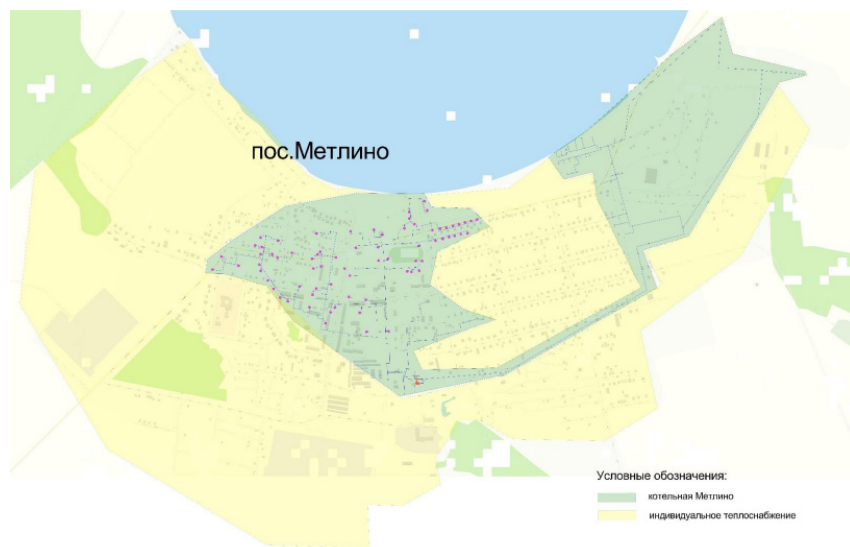 пос.Метлино
Условные обозначения:
котельная Метлино
индивидуальное теплоснабжение